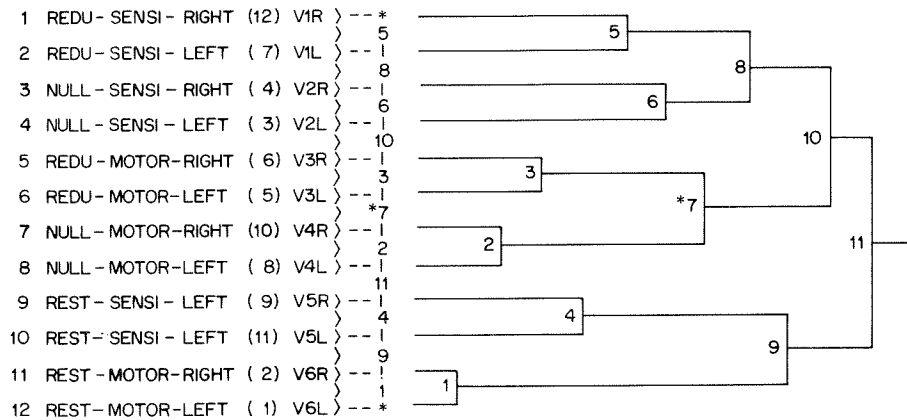 1 REDU-SENSI-RIGHT (12) V1R 〉--*
〉 5
2 REDU-SENSI-LEFT ( 7) V1L 〉--I
〉 8
3 NULL-SENSI-RIGHT ( 4) V2R 〉--I
〉 6
4 NULL-SENSI-LEFT ( 3) V2L 〉--I
〉 10
5 REDU-MOTOR-RIGHT ( 6) V3R 〉--I
〉 3
6 REDU-MOTOR-LEFT ( 5) V3L 〉--I
〉 *7
7 NULL-MOTOR-RIGHT (10) V4R 〉--I
〉 2
8 NULL-MOTOR-LEFT ( 8) V4L 〉--I
〉 11
9 REST-SENSI-LEFT ( 9) V5R 〉--I
〉 4
10 REST-SENSI-LEFT (11) V5L 〉--I
〉 9
11 REST-MOTOR-RIGHT ( 2) V6R 〉--!
〉 1
12 REST-MOTOR-LEFT ( 1) V6L 〉--*
5
8
6
10
3
*7
2
11
4
9
1